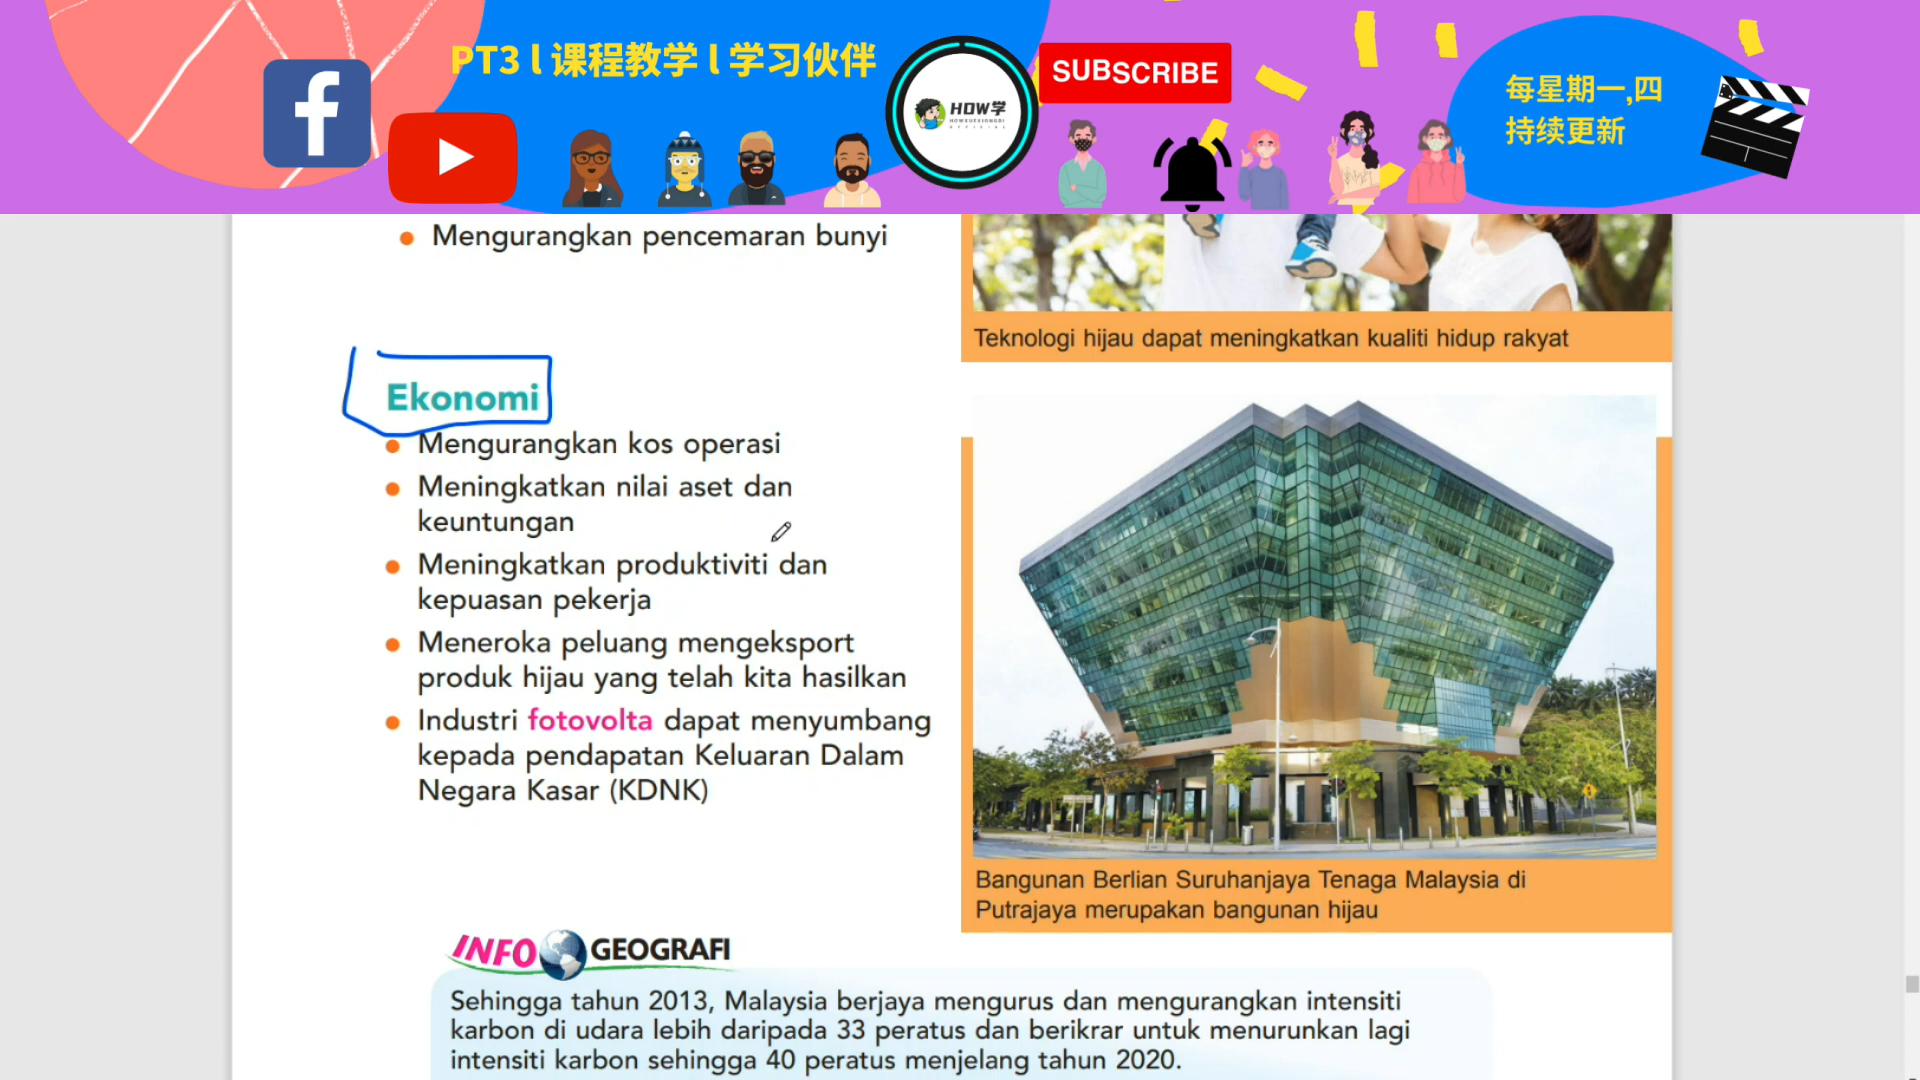 PT3 l 课程教学 l 学习伙伴
HOW学
SUBSCRIBE
每星期一,四
持续更新
Mengurangkan pencemaran bunyi
Teknologi hijau dapat meningkatkan kualiti hidup rakyat
Ekonomi
Mengurangkan kos operasi
Meningkatkan nilai aset dan
keuntungan
Meningkatkan produktiviti dan
kepuasan pekerja
Meneroka peluang mengeksport
produk hijau yang telah kita hasilkan
Industri fotovolta dapat menyumbang
kepada pendapatan Keluaran Dalam
Negara Kasar (KDNK)
Bangunan Berlian Suruhanjaya Tenaga Malaysia di
Putrajaya merupakan bangunan hijau
INFO GEOGRAFI
Sehingga tahun 2013, Malaysia berjaya mengurus dan mengurangkan intensiti
karbon di udara lebih daripada 33 peratus dan berikrar untuk menurunkan lagi
intensiti karbon sehingga 40 peratus menjelang tahun 2020.